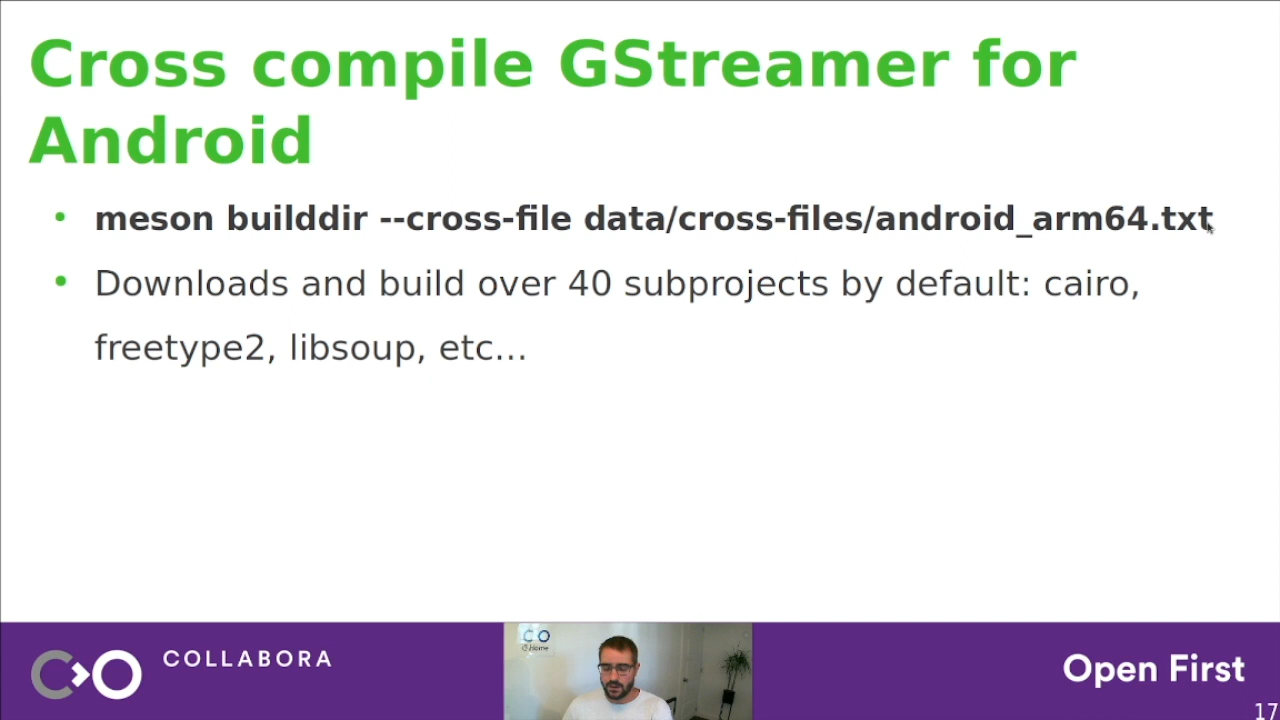 Cross compile GStreamer for
Android
• meson builddir --cross-file data/cross-files/android_arm64.txt
• Downloads and build over 40 subprojects by default: cairo,
freetype2, libsoup, etc...
COLLABORA
@Home
Open First
17